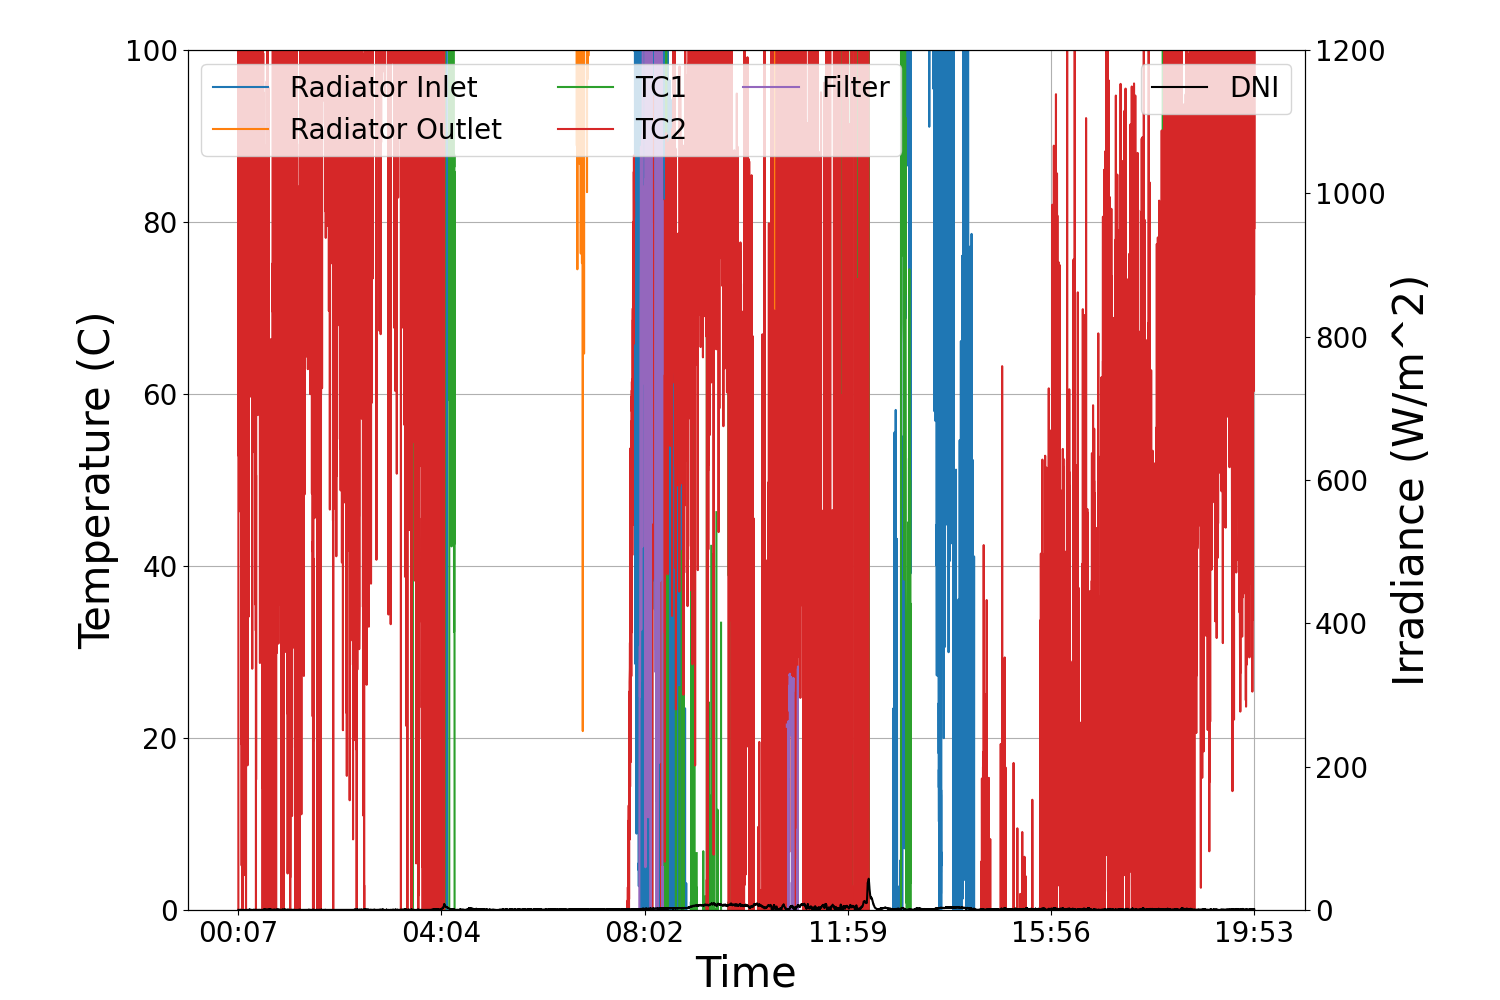 100
80
60
40
20
0
Temperature (C)
Radiator Inlet
Radiator Outlet
TC1
TC2
Filter
DNI
1200
1000
800
600
400
200
0
Irradiance (W/m^2)
00:07 04:04 08:02 11:59 15:56 19:53
Time